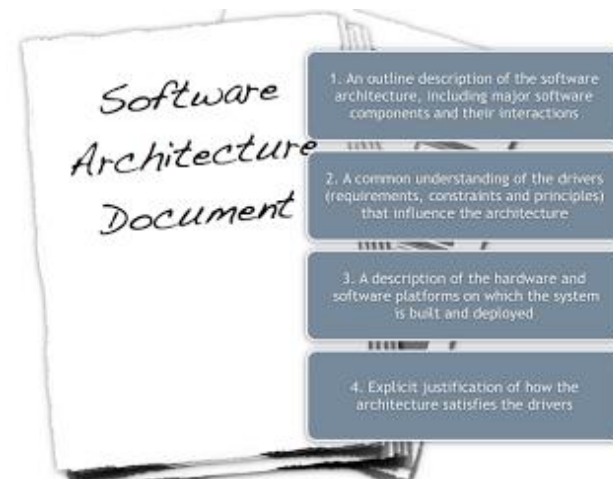 Software
Architecture
Document
1. An outline description of the software
architecture, including major software
components and their interactions
2. A common understanding of the drivers
(requirements, constraints and principles)
that influence the architecture
3. A description of the hardware and
software platforms on which the system
is built and deployed
4. Explicit justification of how the
architecture satisfies the drivers